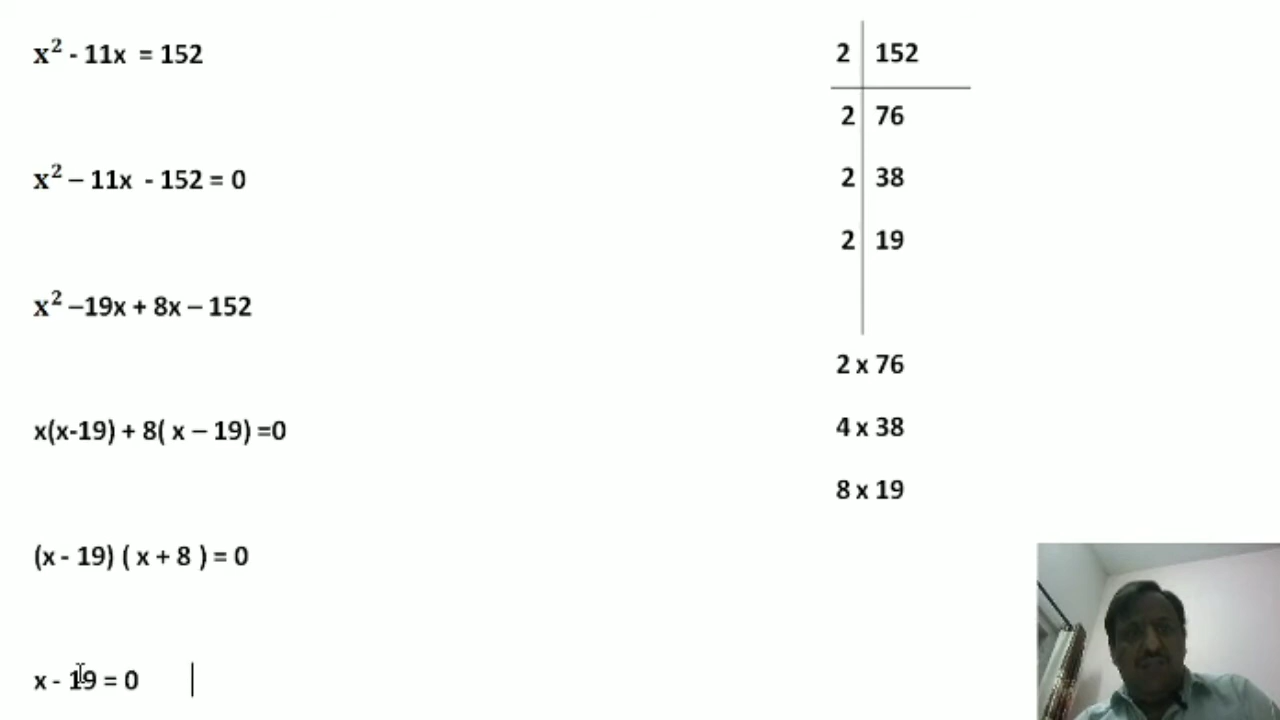 x² - 11x = 152
x² – 11x - 152 = 0
x² –19x + 8x – 152
x(x-19) + 8( x – 19) =0
(x - 19) ( x + 8 ) = 0
x - 19 = 0
2 152
2 76
2 38
2 19
2 x 76
4 x 38
8 x 19